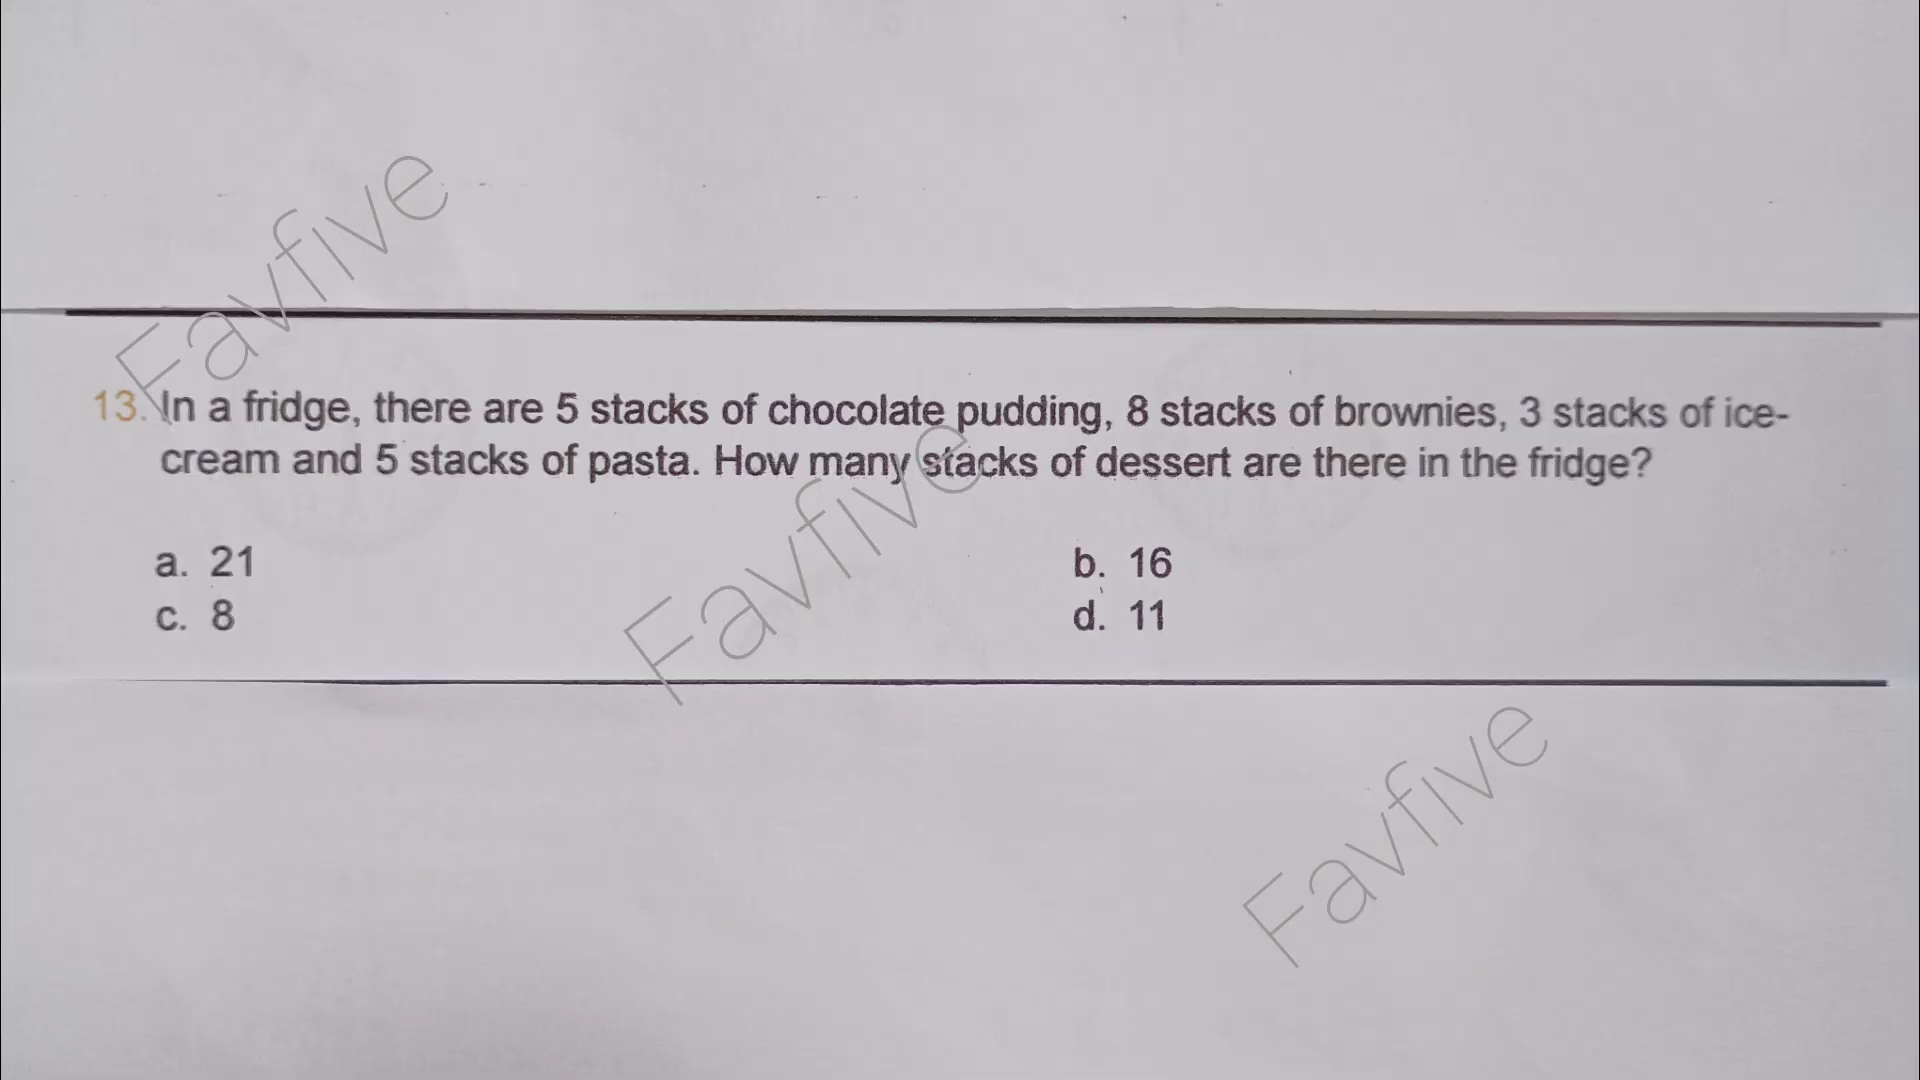 Favfive
13. In a fridge, there are 5 stacks of chocolate pudding, 8 stacks of brownies, 3 stacks of ice-
cream and 5 stacks of pasta. How many stacks of dessert are there in the fridge?
Favfive
a. 21 b. 16
c. 8 d. 11
Favfive